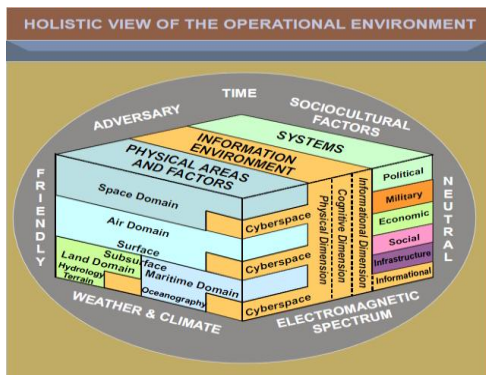 HOLISTIC VIEW OF THE OPERATIONAL ENVIRONMENT
TIME
ADVERSARY
SOCIOCULTURAL
FACTORS
FRIENDLY
NEUTRAL
WEATHER & CLIMATE
ELECTROMAGNETIC
SPECTRUM
PHYSICAL AREAS
AND FACTORS
INFORMATION
ENVIRONMENT
SYSTEMS
Space Domain
Air Domain
Surface
Subsurface
Land Domain
Hydrology
Terrain
Maritime Domain
Oceanography
Cyberspace
Cyberspace
Cyberspace
Physical Dimension
Cognitive Dimension
Informational Dimension
Political
Military
Economic
Social
Infrastructure
Informational